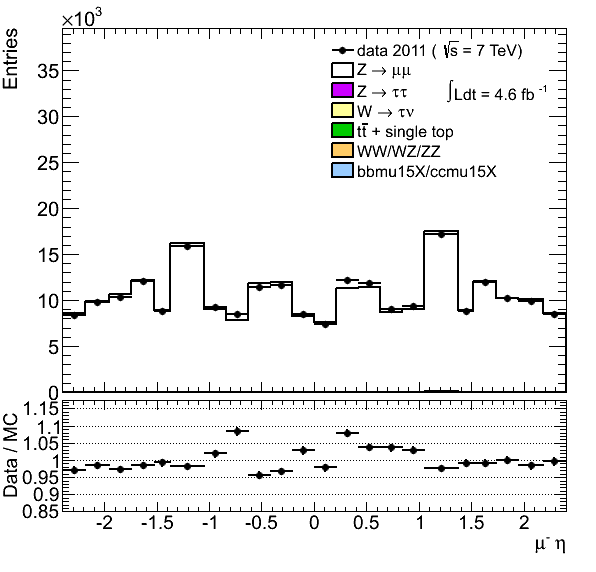 ×10³
Entries
data 2011 ( √s = 7 TeV)
Z → μμ
Z → ττ
∫Ldt = 4.6 fb⁻¹
W → τν
tt̅ + single top
WW/WZ/ZZ
bbmu15X/ccmu15X
35
30
25
20
15
10
5
0
Data / MC
1.15
1.1
1.05
1
0.95
0.9
0.85
-2 -1.5 -1 -0.5 0 0.5 1 1.5 2
μ⁻ η